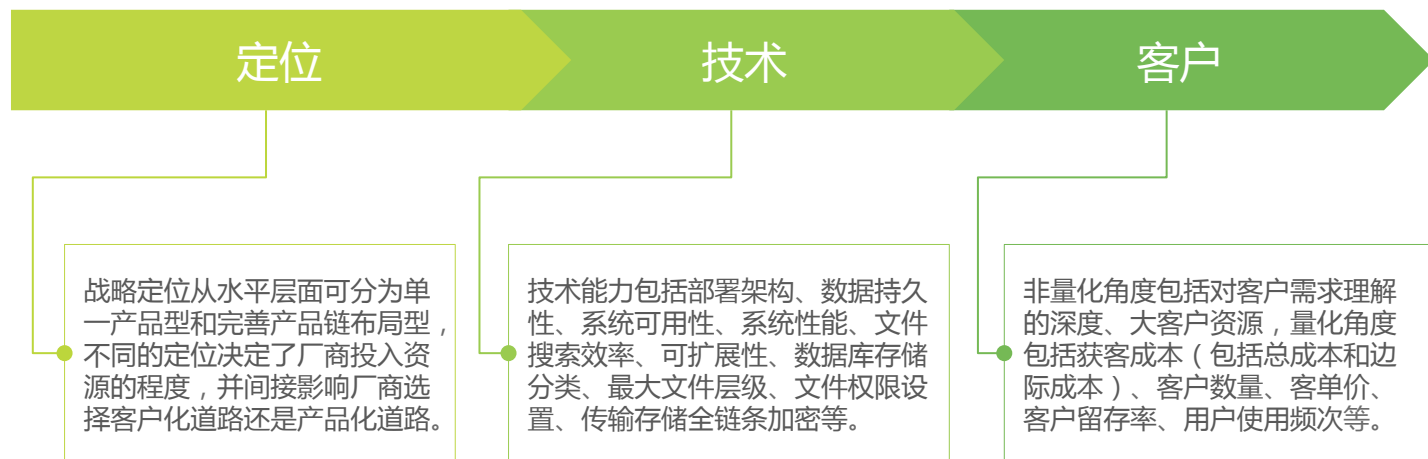 定位
技术
客户
战略定位从水平层面可分为单
一产品型和完善产品链布局型，
不同的定位决定了厂商投入资
源的程度，并间接影响厂商选
择客户化道路还是产品化道路。
技术能力包括部署架构、数据持久
性、系统可用性、系统性能、文件
搜索效率、可扩展性、数据库存储
分类、最大文件层级、文件权限设
置、传输存储全链条加密等。
非量化角度包括对客户需求理解
的深度、大客户资源，量化角度
包括获客成本（包括总成本和边
际成本）、客户数量、客单价、
客户留存率、用户使用频次等。